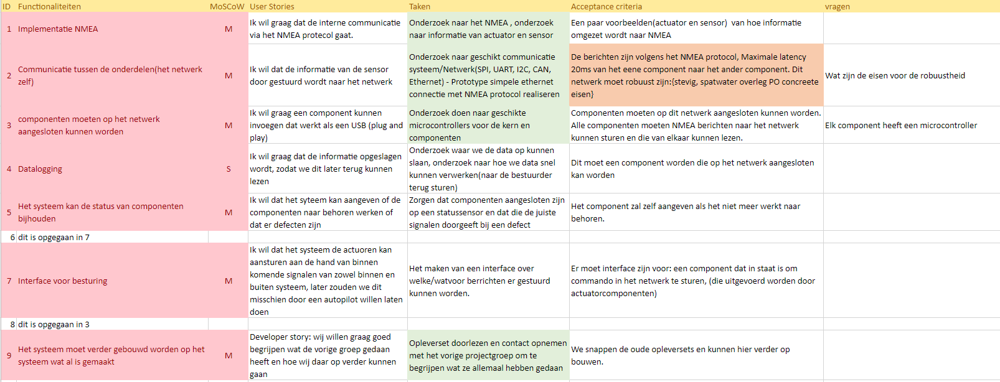 ID Functionaliteiten MoSCoW User Stories Taken Acceptance criteria vragen
1 Implementatie NMEA M
Ik wil graag dat de interne communicatie
via het NMEA protecol gaat.
Onderzoek naar het NMEA , onderzoek
naar informatie van actuator en sensor
Een paar voorbeelden(actuator en sensor) van hoe informatie
omgezet wordt naar NMEA
2
Communicatie tussen de onderdelen(het netwerk
zelf)
M
Ik wil dat de informatie van de sensor
door gestuurd wordt naar het netwerk
Onderzoek naar geschikt communicatie
systeem/Netwerk(SPI, UART, I2C, CAN,
Ethernet) - Prototype simpele ethernet
connectie met NMEA protocol realiseren
De berichten zijn volgens het NMEA protocol, Maximale latency
20ms van het eene component naar het ander component. Dit
netwerk moet robuust zijn:{stevig, spatwater overleg PO concreete
eisen}
Wat zijn de eisen voor de robuustheid
3
componenten moeten op het netwerk
aangesloten kunnen worden
M
Ik wil graag een component kunnen
invoegen dat werkt als een USB (plug and
play)
Onderzoek doen naar geschikte
microcontrollers voor de kern en
componenten
Componenten moeten op dit netwerk aangesloten kunnen worden.
Alle componenten moeten NMEA berichten naar het netwerk
kunnen sturen en die van elkaar kunnen lezen.
Elk component heeft een microcontroller
4 Datalogging S
Ik wil graag dat de informatie opgeslagen
wordt, zodat we dit later terug kunnen
lezen
Onderzoek waar we de data op kunnen
slaan, onderzoek naar hoe we data snel
kunnen verwerken(naar de bestuurder
terug sturen)
Dit moet een component worden die op het netwerk aangesloten
kan worden
5
Het systeem kan de status van componenten
bijhouden
M
Ik wil dat het syteem kan aangeven of de
componenten naar behoren werken of
dat er defecten zijn
Zorgen dat componenten aangesloten zijn
op een statussensor en dat die de juiste
signalen doorgeeft bij een defect
Het component zal zelf aangeven als het niet meer werkt naar
behoren.
6 dit is opgegaan in 7
7 Interface voor besturing M
Ik wil dat het systeem de actuoren kan
aansturen aan de hand van binnen
komende signalen van zowel binnen en
buiten systeem, later zouden we dit
misschien door een autopilot willen laten
doen
Het maken van een interface over
welke/watvoor berrichten er gestuurd
kunnen worden.
Er moet interface zijn voor: een component dat in staat is om
commando in het netwerk te sturen, (die uitgevoerd worden door
actuatorcomponenten)
8 dit is opgegaan in 3
9
Het systeem moet verder gebouwd worden op het
systeem wat al is gemaakt
M
Developer story: wij willen graag goed
begrijpen wat de vorige groep gedaan
heeft en hoe wij daar op verder kunnen
gaan
Opleverset doorlezen en contact opnemen
met het vorige projectgroep om te
begrijpen wat ze allemaal hebben gedaan
We snappen de oude opleversets en kunnen hier verder op
bouwen.